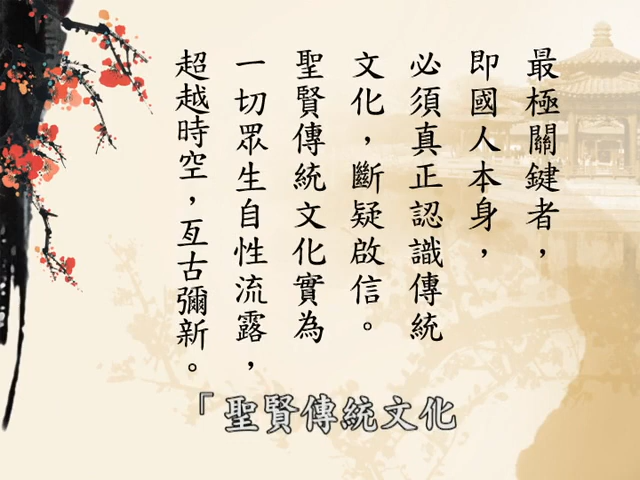 最極關鍵者，
即國人本身，
必須真正認識傳統
文化，斷疑啟信。
聖賢傳統文化實為
一切眾生自性流露，
超越時空，亙古彌新。
「聖賢傳統文化